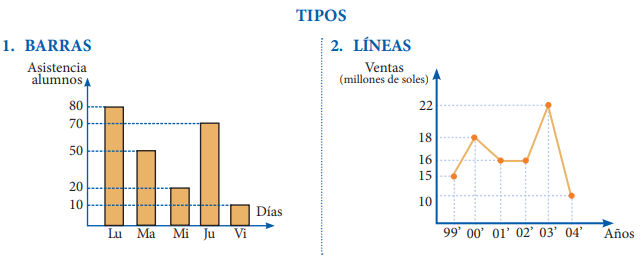 TIPOS
1. BARRAS
Asistencia
alumnos
80
70
50
20
10
Días
Lu Ma Mi Ju Vi
2. LÍNEAS
Ventas
(millones de soles)
22
18
16
15
10
99’ 00’ 01’ 02’ 03’ 04’ Años